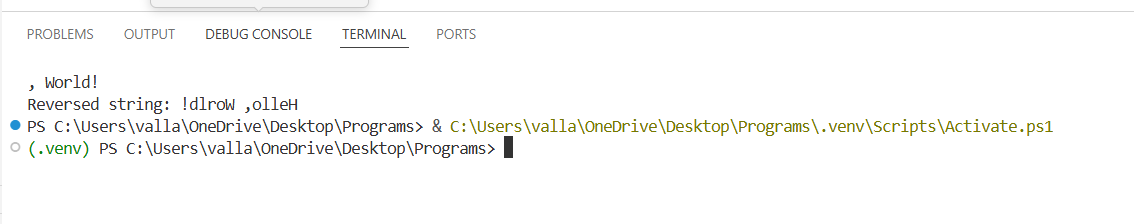 PROBLEMS OUTPUT DEBUG CONSOLE TERMINAL PORTS
, World!
Reversed string: !dlroW ,olleH
PS C:\Users\valla\OneDrive\Desktop\Programs> & C:\Users\valla\OneDrive\Desktop\Programs\.venv\Scripts\Activate.ps1
(.venv) PS C:\Users\valla\OneDrive\Desktop\Programs>